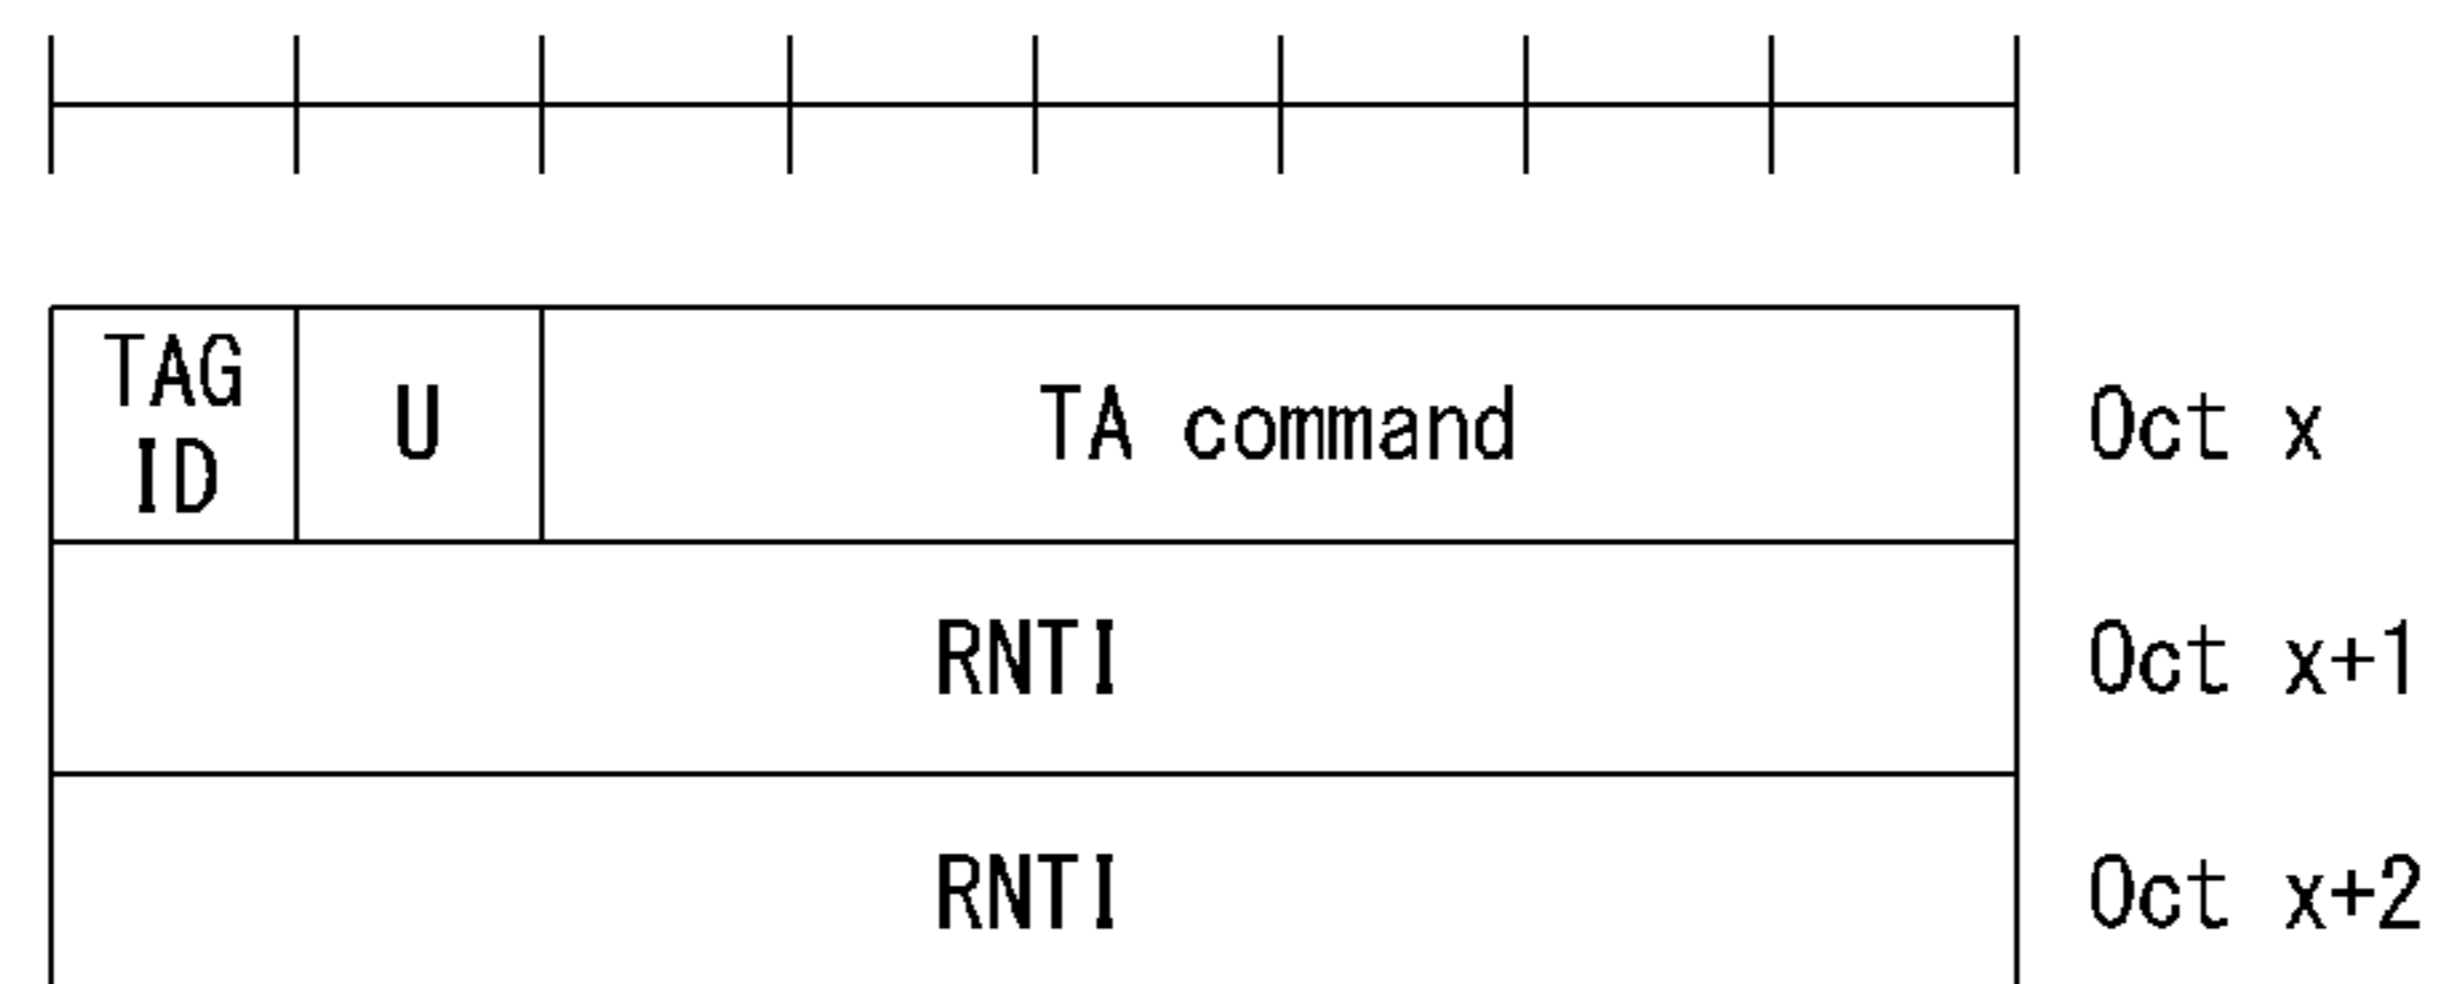 TAG
ID
U
TA command
Oct x
RNTI
Oct x+1
RNTI
Oct x+2